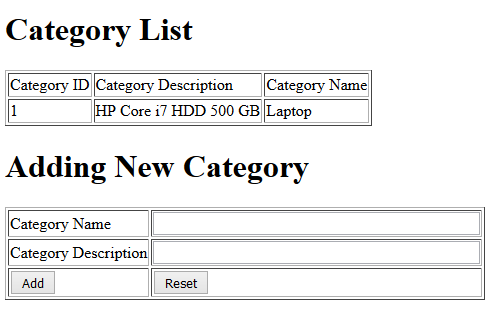 Category List
Category ID Category Description Category Name
1 HP Core i7 HDD 500 GB Laptop
Adding New Category
Category Name
Category Description
Add Reset